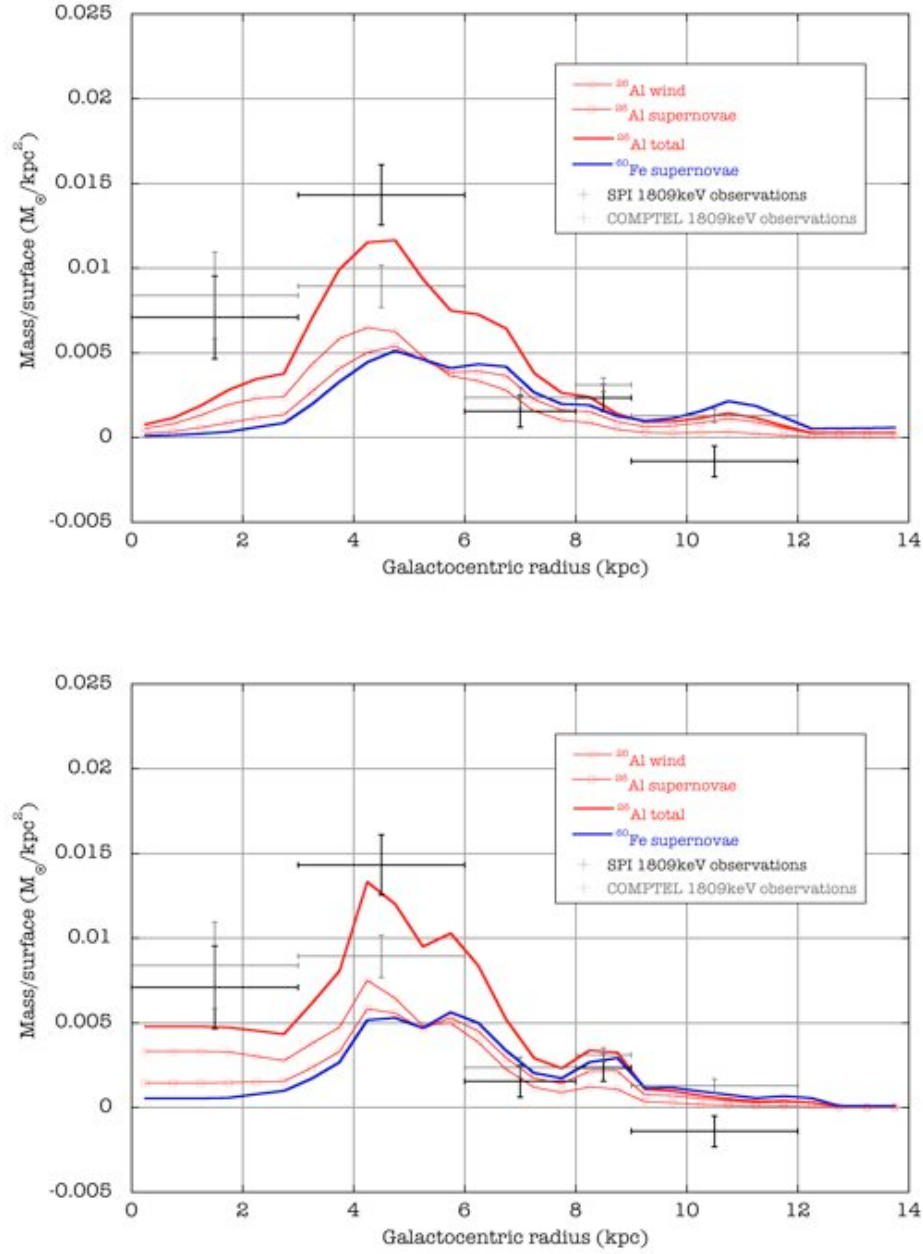 0.025
0.02
0.015
0.01
0.005
0
-0.005
Mass/surface (M☉/kpc²)
²⁶Al wind
²⁶Al supernovae
²⁶Al total
⁶⁰Fe supernovae
SPI 1809keV observations
COMPTEL 1809keV observations
0 2 4 6 8 10 12 14
Galactocentric radius (kpc)
0.025
0.02
0.015
0.01
0.005
0
-0.005
Mass/surface (M☉/kpc²)
²⁶Al wind
²⁶Al supernovae
²⁶Al total
⁶⁰Fe supernovae
SPI 1809keV observations
COMPTEL 1809keV observations
0 2 4 6 8 10 12 14
Galactocentric radius (kpc)